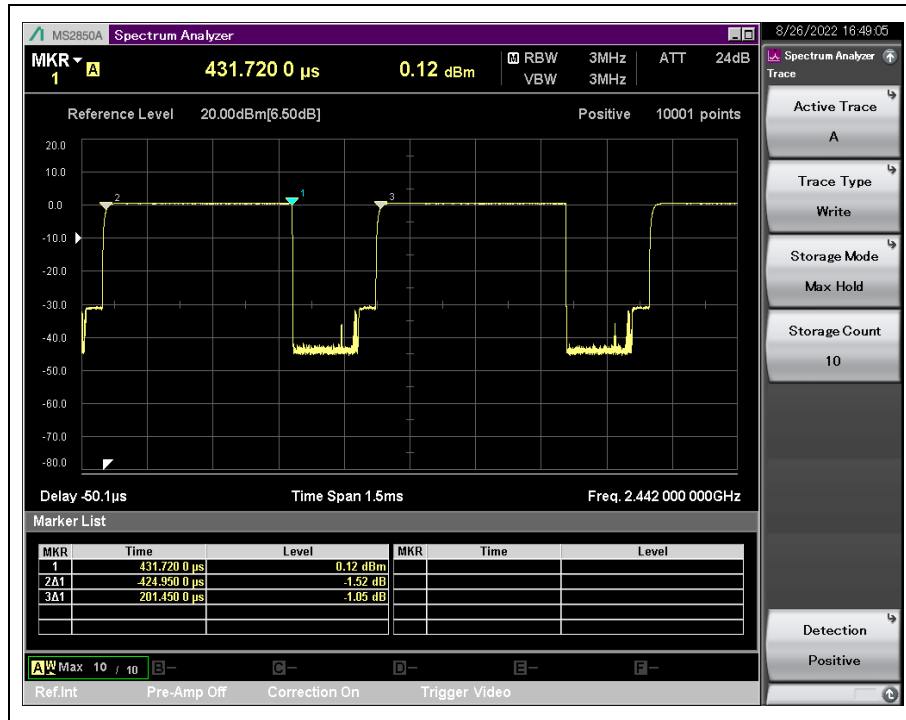 MS2850A Spectrum Analyzer
8/26/2022 16:49:05
MKR 1 A 431.720 0 µs 0.12 dBm M RBW 3MHz ATT 24dB
VBW 3MHz
Spectrum Analyzer
Trace
Reference Level 20.00dBm[6.50dB] Positive 10001 points
Active Trace
A
Trace Type
Write
Storage Mode
Max Hold
Storage Count
10
20.0
10.0
0.0
-10.0
-20.0
-30.0
-40.0
-50.0
-60.0
-70.0
-80.0
2
1
3
Delay -50.1µs Time Span 1.5ms Freq. 2.442 000 000GHz
Marker List
MKR Time Level MKR Time Level
1 431.720 0 µs 0.12 dBm
2Δ1 -424.950 0 µs -1.52 dB
3Δ1 201.450 0 µs -1.05 dB
Detection
Positive
A W Max 10 / 10 B- C- D- E- F-
Ref.Int Pre-Amp Off Correction On Trigger Video